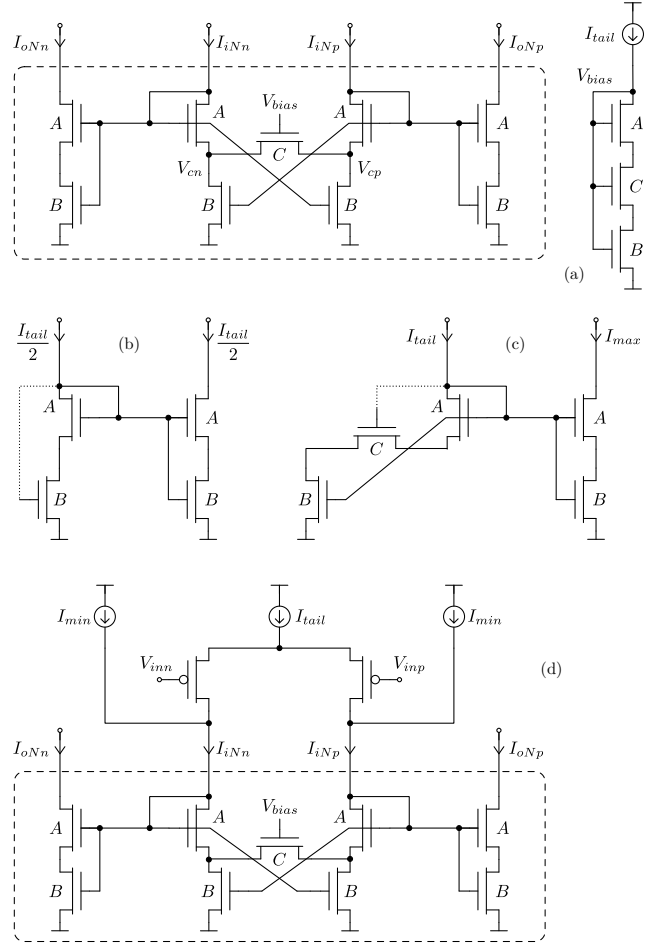 I_{oNn} I_{iNn} I_{iNp} I_{oNp} I_{tail}
V_{bias} V_{bias}
A A A A A
C
V_{cn} V_{cp} C
B B B B B
(a)
I_{tail}/2 (b) I_{tail}/2 I_{tail} (c) I_{max}
A A A A
C
B B B B
I_{min} I_{tail} I_{min}
V_{inn} V_{inp} (d)
I_{oNn} I_{iNn} I_{iNp} I_{oNp}
V_{bias}
A A A A
C
B B B B